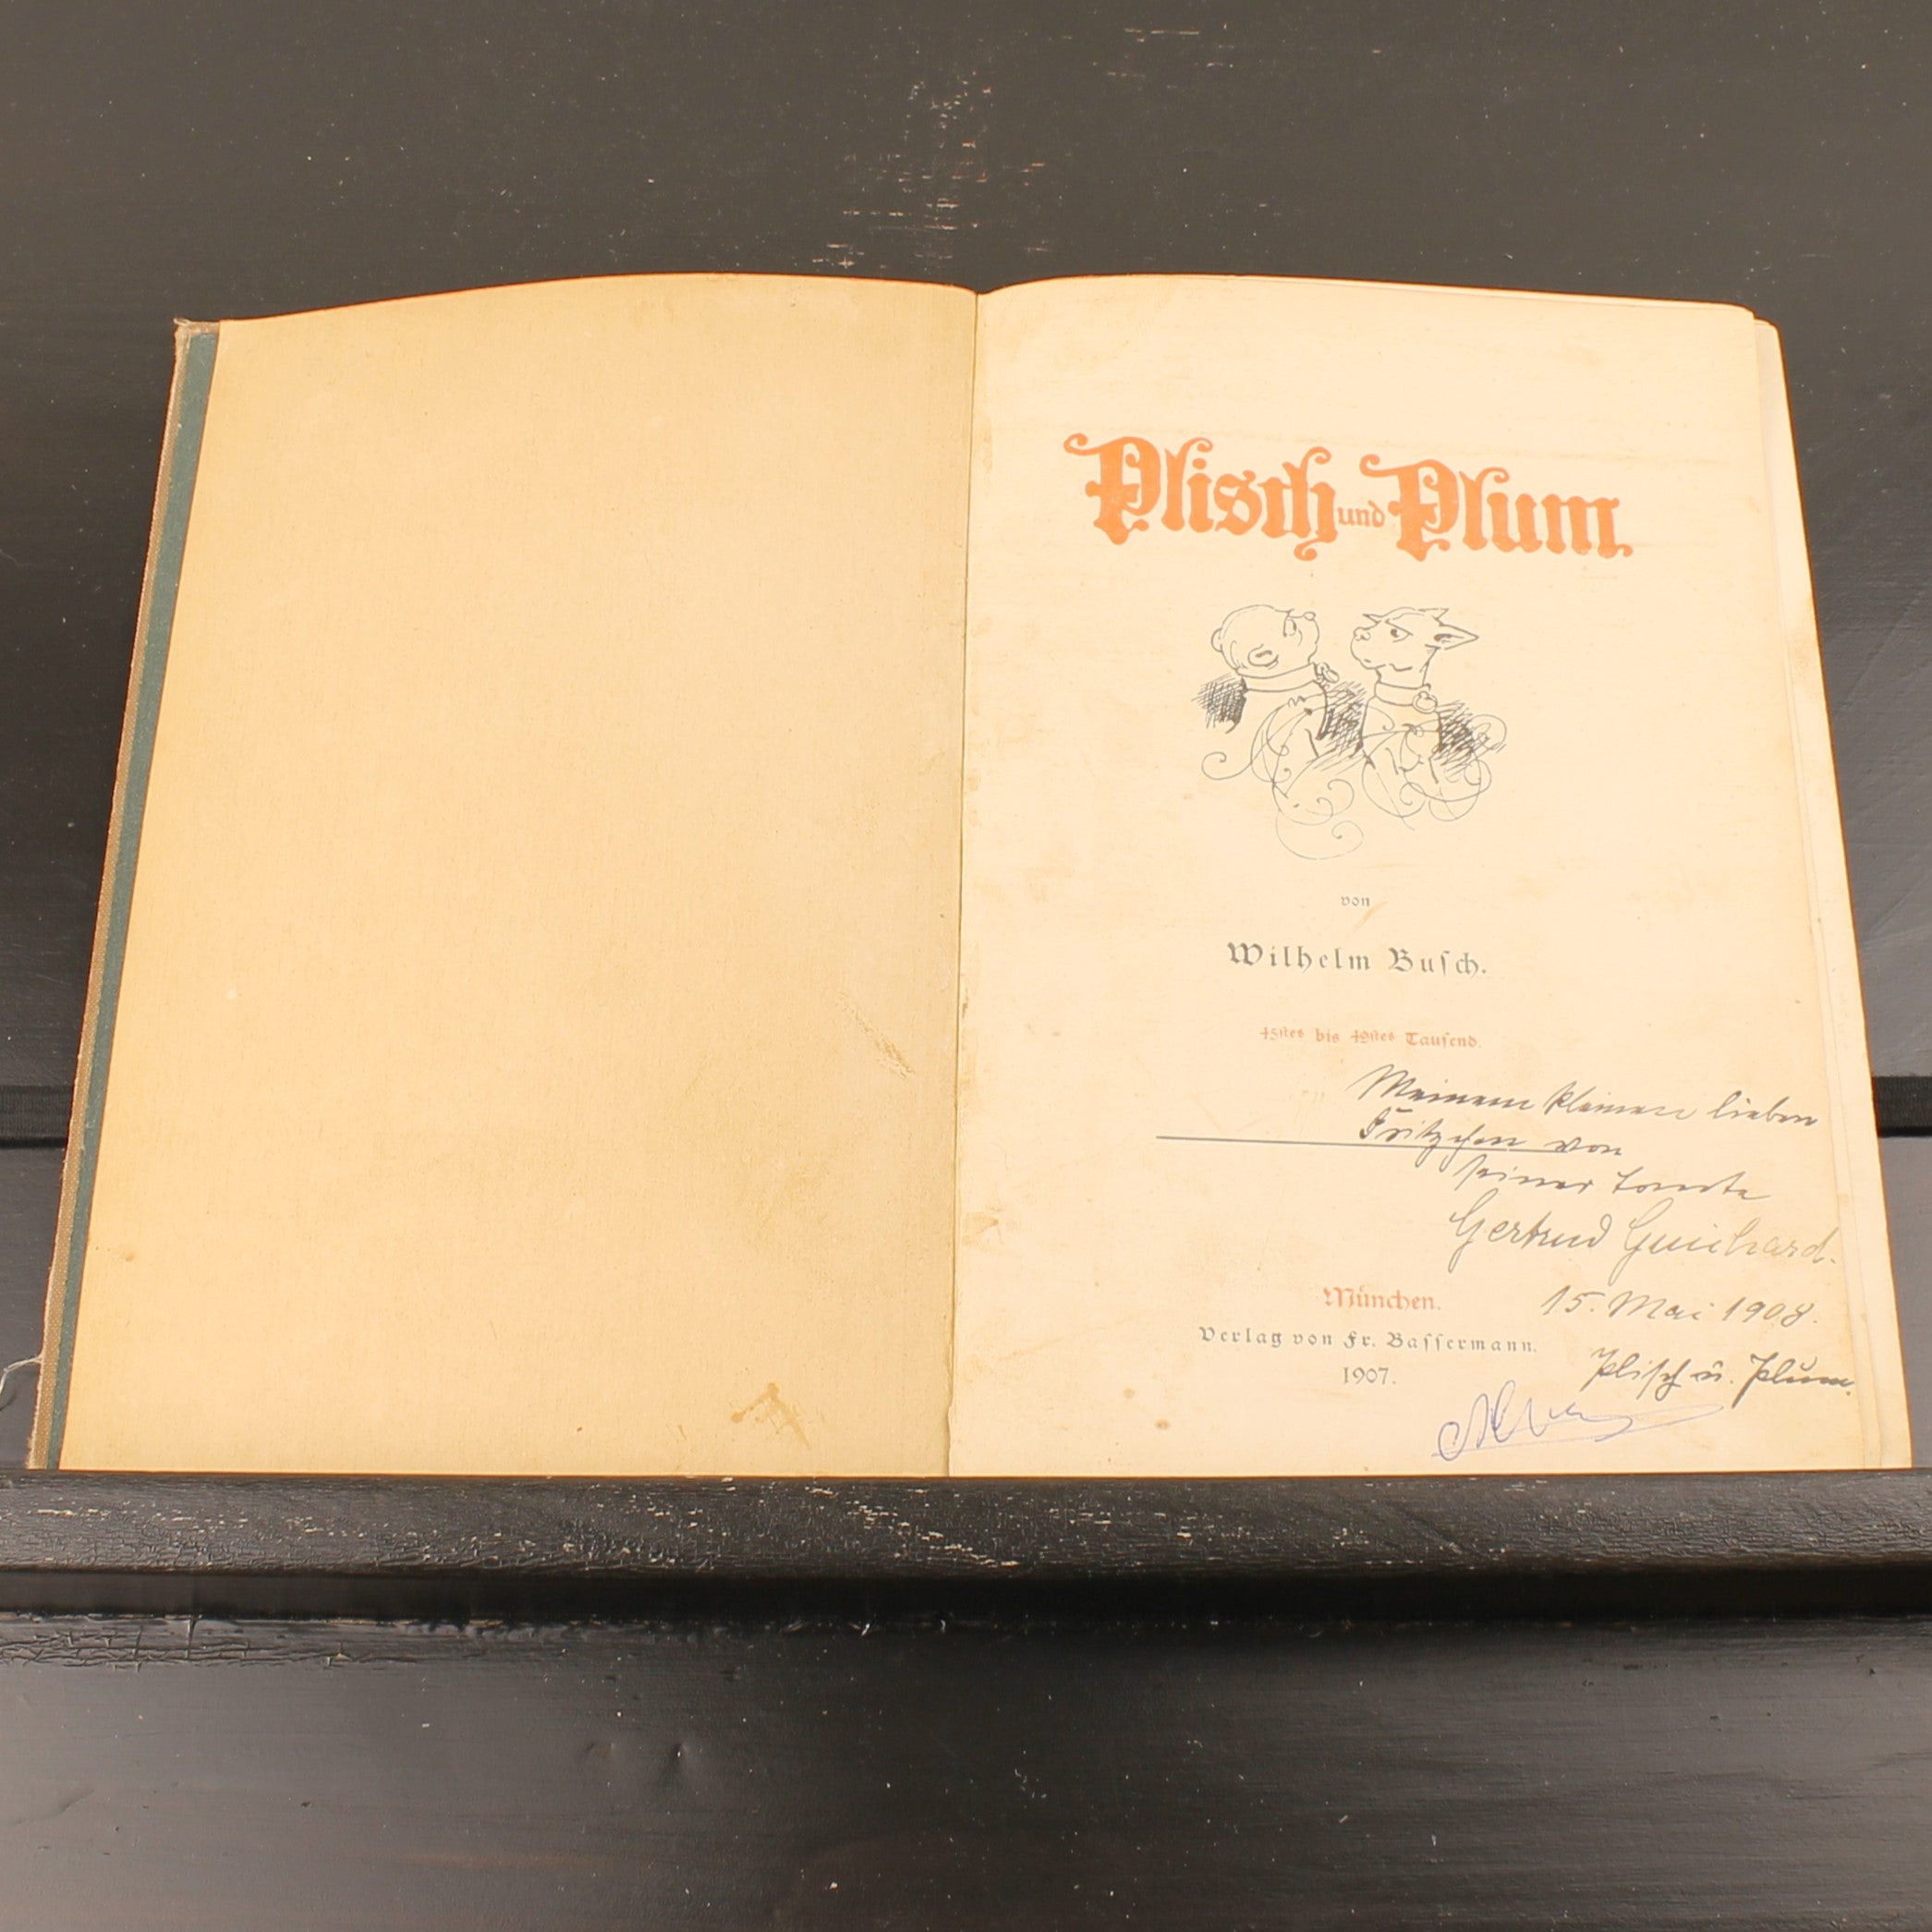 Plisch und Plum.
von
Wilhelm Buſch.
45ſtes bis 49ſtes Tauſend.
Meinem kleinen lieben
Fritzchen von
seiner Tante
Gertrud
15. Mai 1908.
München.
Verlag von Fr. Baſſermann.
1907.
Pliſch u. Plum.